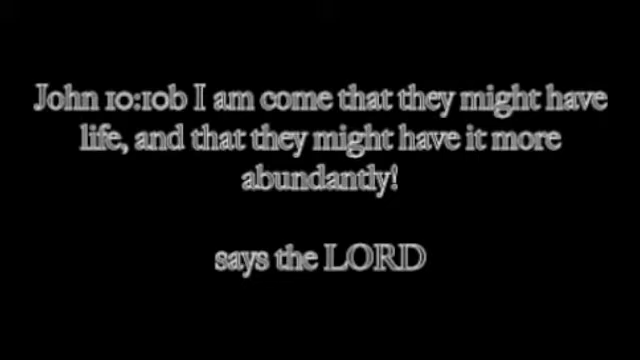 John 10:10b I am come that they might have
life, and that they might have it more
abundantly!
says the LORD